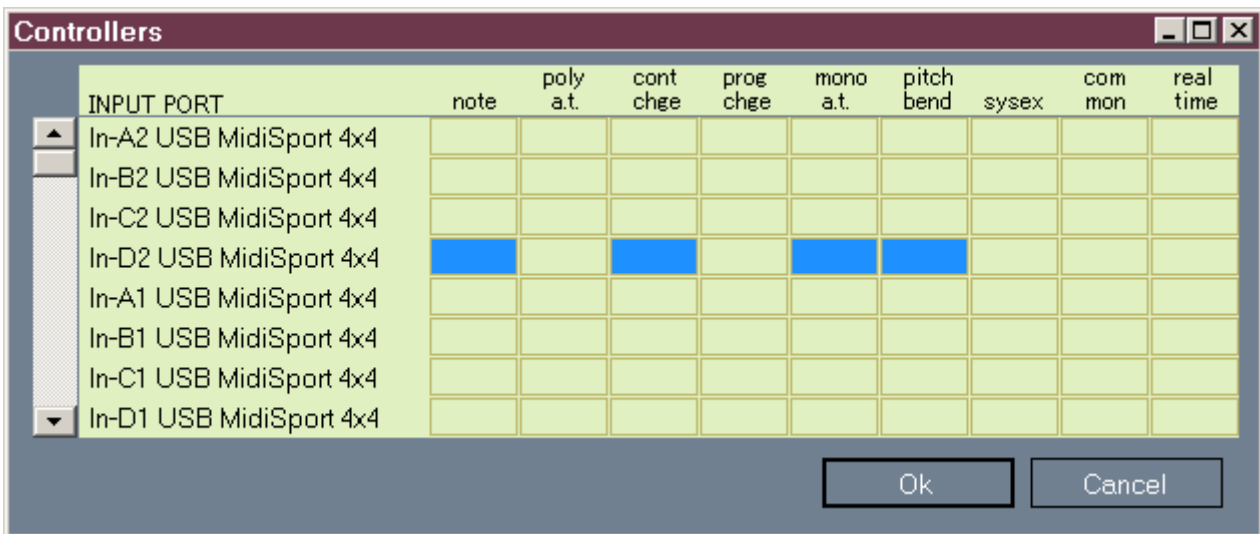 Controllers
INPUT PORT note poly a.t. cont chge prog chge mono a.t. pitch bend sysex com mon real time
In-A2 USB MidiSport 4x4
In-B2 USB MidiSport 4x4
In-C2 USB MidiSport 4x4
In-D2 USB MidiSport 4x4
In-A1 USB MidiSport 4x4
In-B1 USB MidiSport 4x4
In-C1 USB MidiSport 4x4
In-D1 USB MidiSport 4x4
Ok Cancel